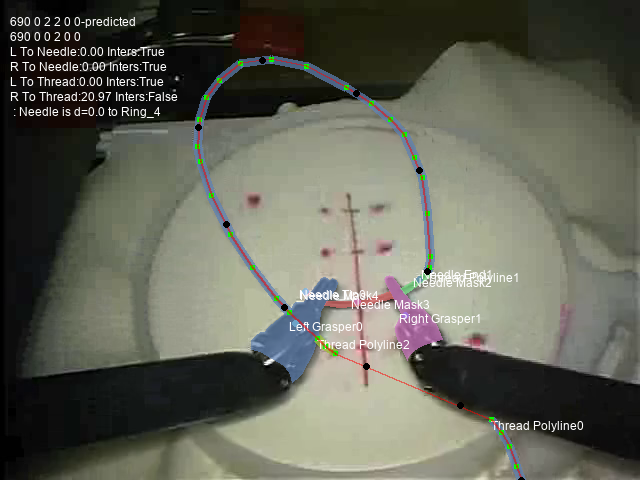 690 0 2 2 0 0-predicted
690 0 0 2 0 0
L To Needle:0.00 Inters:True
R To Needle:0.00 Inters:True
L To Thread:0.00 Inters:True
R To Thread:20.97 Inters:False
: Needle is d=0.0 to Ring_4
Needle End1
Thread Polyline1
Needle Mask2
Needle Mask3
Left Grasper0
Right Grasper1
Thread Polyline2
Thread Polyline0